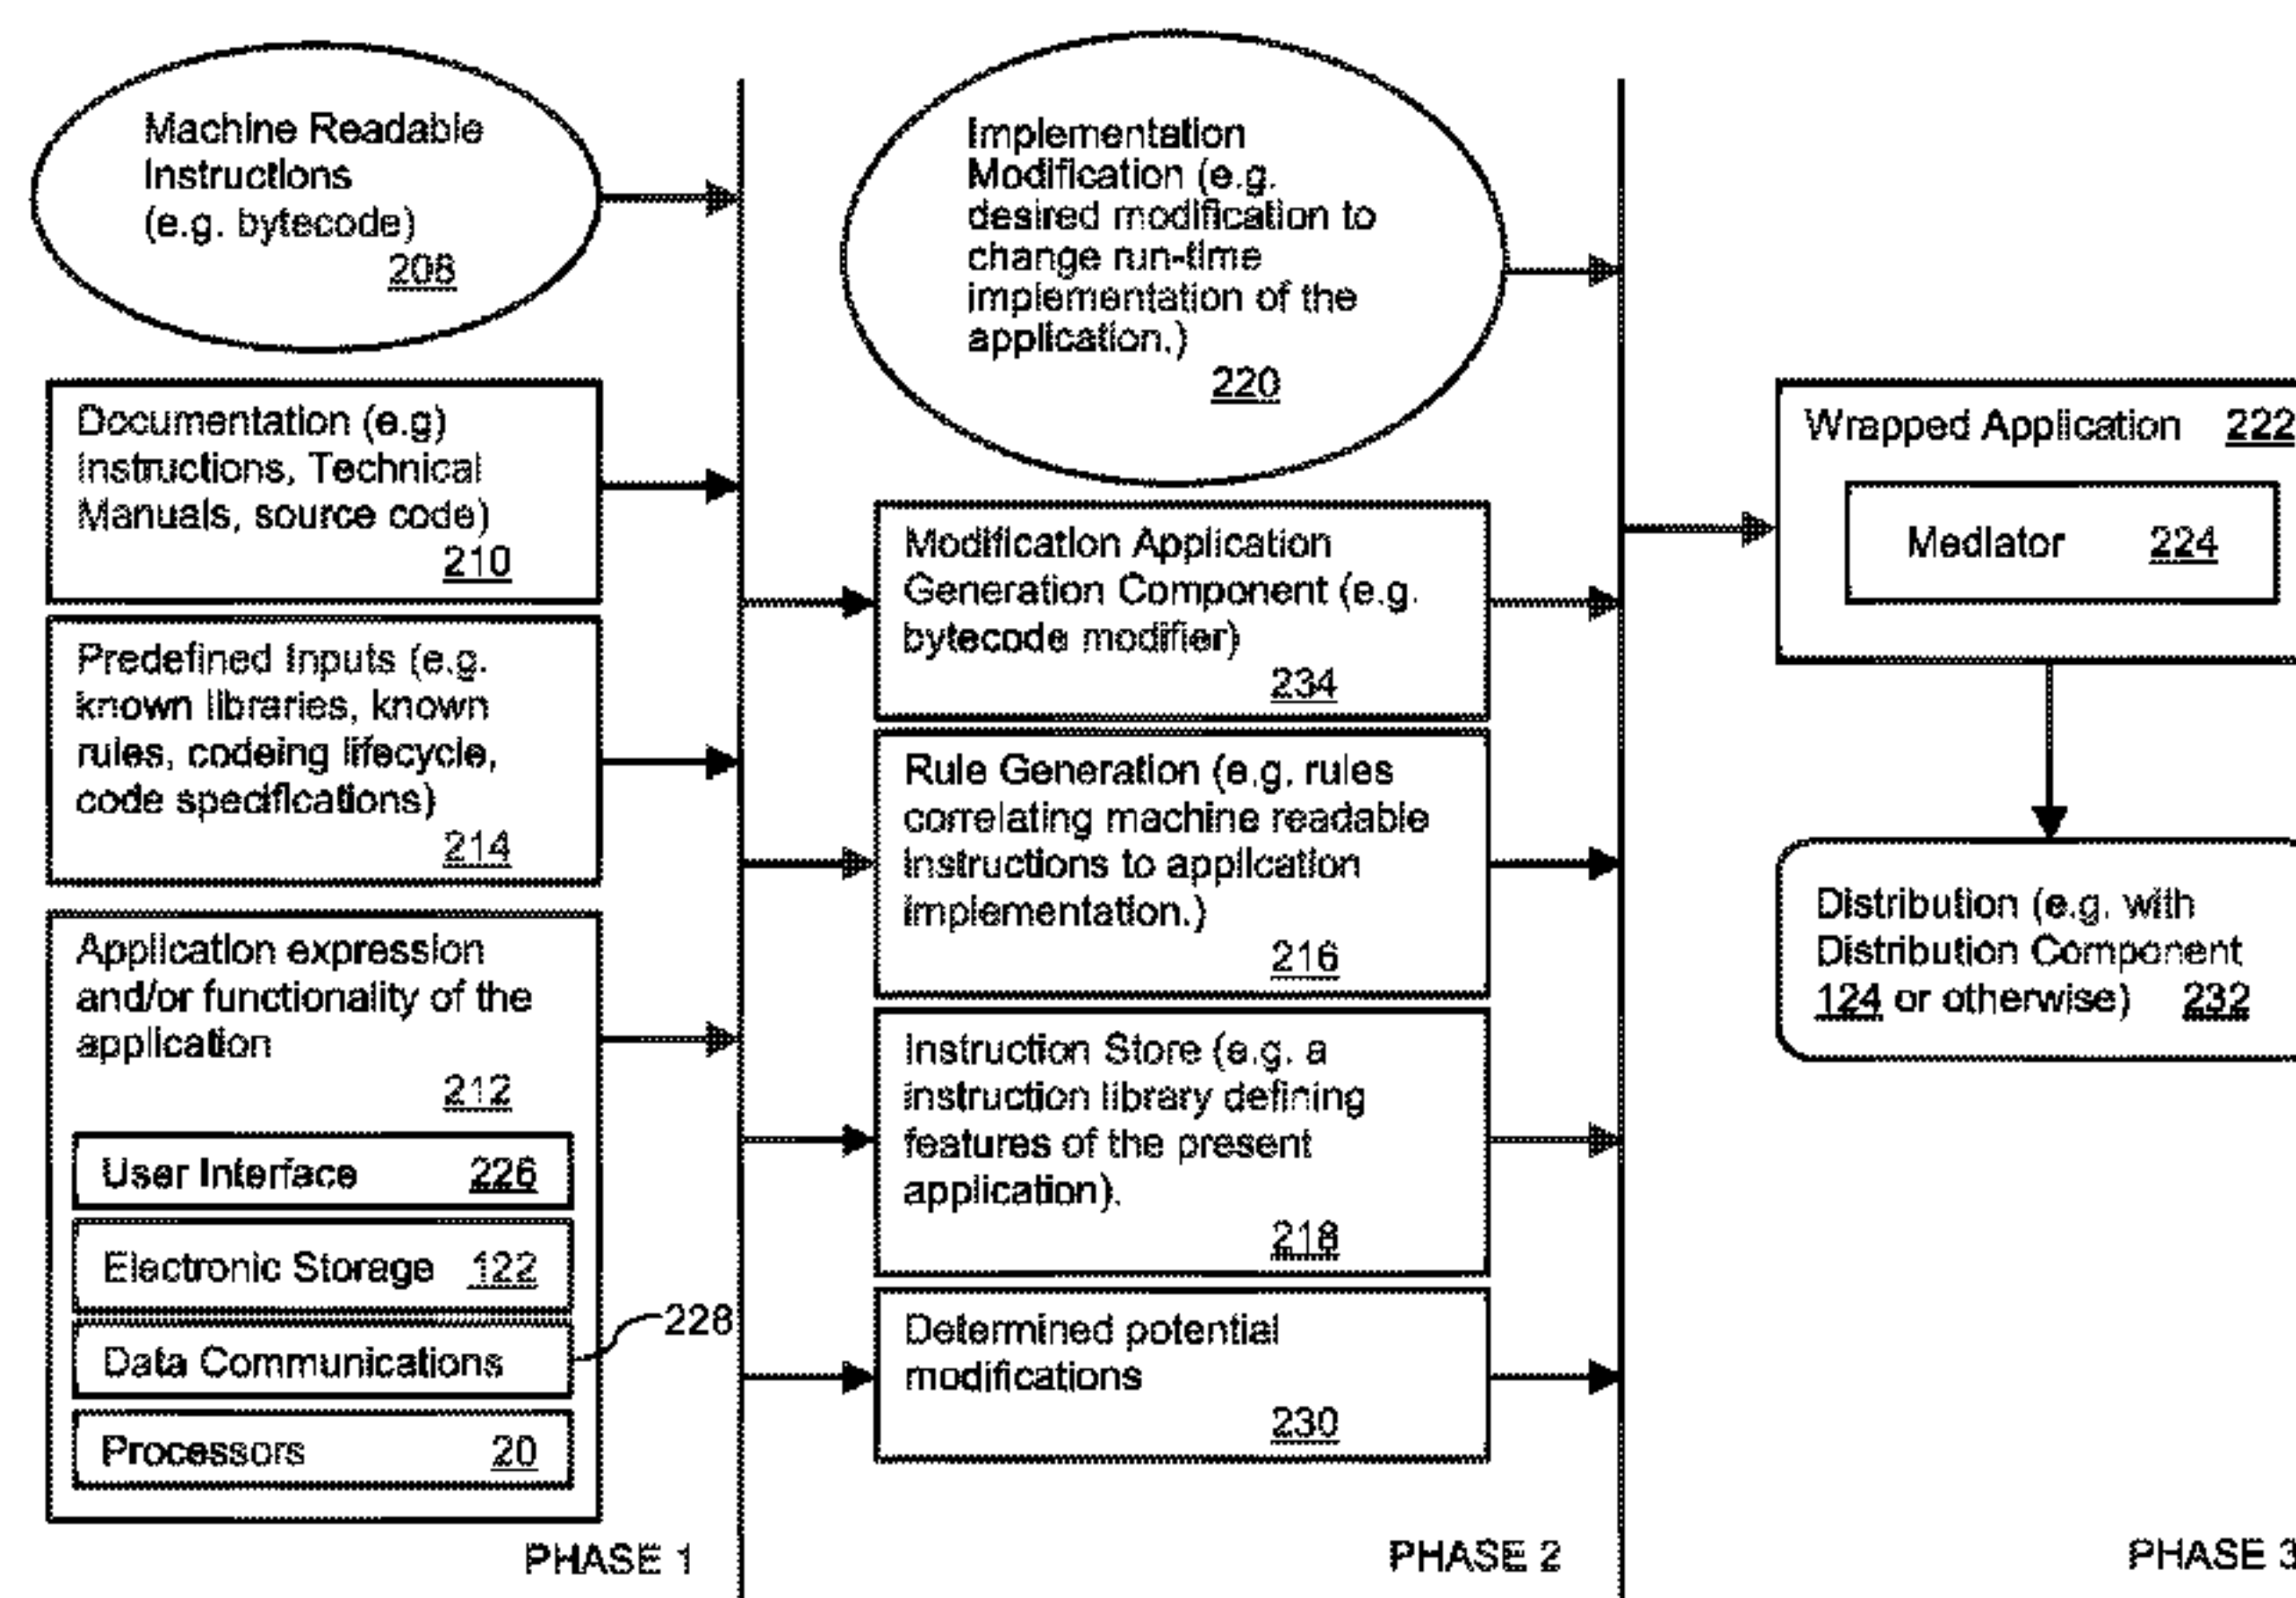 Machine Readable
Instructions
(e.g. bytecode)
208
Documentation (e.g)
Instructions, Technical
Manuals, source code)
210
Predefined Inputs (e.g.
known libraries, known
rules, codeing lifecycle,
code specifications)
214
Application expression
and/or functionality of the
application
212
User Interface 226
Electronic Storage 122
Data Communications
228
Processors 20
PHASE 1
Implementation
Modification (e.g.
desired modification to
change run-time
implementation of the
application.)
220
Modification Application
Generation Component (e.g.
bytecode modifier)
234
Rule Generation (e.g. rules
correlating machine readable
instructions to application
implementation.)
216
Instruction Store (e.g. a
instruction library defining
features of the present
application).
218
Determined potential
modifications
230
PHASE 2
Wrapped Application 222
Mediator 224
Distribution (e.g. with
Distribution Component
124 or otherwise) 232
PHASE 3